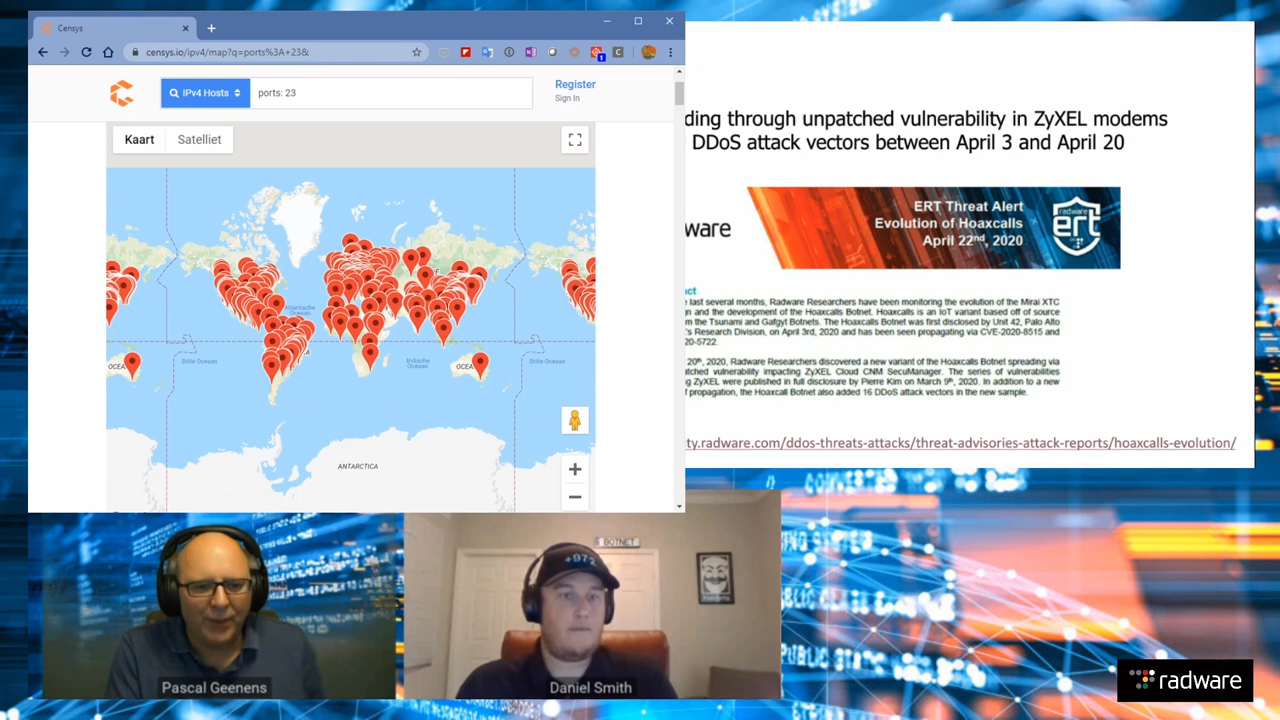 Censys
censys.io/ipv4/map?q=ports%3A+23&
IPv4 Hosts
ports: 23
Register
Sign In
Kaart
Satelliet
Atlantische
Oceaan
Stille Oceaan
Indische
Oceaan
Stille Oceaan
OCEA
OCEA
ANTARCTICA
ding through unpatched vulnerability in ZyXEL modems
DDoS attack vectors between April 3 and April 20
ware
ERT Threat Alert
Evolution of Hoaxcalls
April 22nd, 2020
radware
ert
ct
e last several months, Radware Researchers have been monitoring the evolution of the Mirai XTC
gn and the development of the Hoaxcalls Botnet. Hoaxcalls is an IoT variant based off of source
m the Tsunami and Gafgyt Botnets. The Hoaxcalls Botnet was first disclosed by Unit 42, Palo Alto
's Research Division, on April 3rd, 2020 and has been seen propagating via CVE-2020-8515 and
20-5722.
20th, 2020, Radware Researchers discovered a new variant of the Hoaxcalls Botnet spreading via
tched vulnerability impacting ZyXEL Cloud CNM SecuManager. The series of vulnerabilities
g ZyXEL were published in full disclosure by Pierre Kim on March 9th, 2020. In addition to a new
f propagation, the Hoaxcall Botnet also added 16 DDoS attack vectors in the new sample.
ty.radware.com/ddos-threats-attacks/threat-advisories-attack-reports/hoaxcalls-evolution/
BOTNET
+972
Pascal Geenens
Daniel Smith
radware